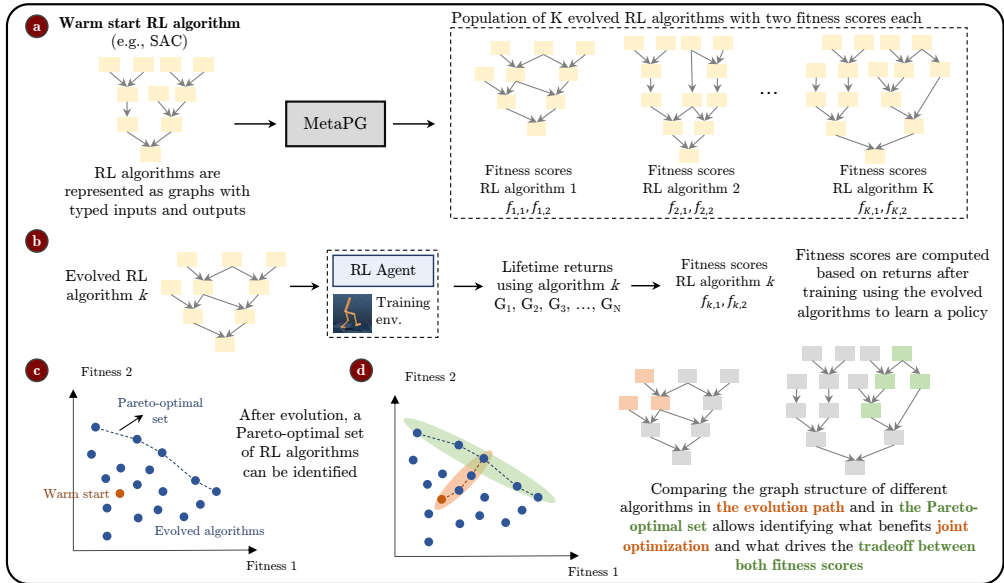 a
Warm start RL algorithm
(e.g., SAC)
RL algorithms are
represented as graphs with
typed inputs and outputs
MetaPG
Population of K evolved RL algorithms with two fitness scores each
...
Fitness scores
RL algorithm 1
f1,1, f1,2
Fitness scores
RL algorithm 2
f2,1, f2,2
Fitness scores
RL algorithm K
fK,1, fK,2
b
Evolved RL
algorithm k
RL Agent
Training
env.
Lifetime returns
using algorithm k
G1, G2, G3, ..., GN
Fitness scores
RL algorithm k
fk,1, fk,2
Fitness scores are computed
based on returns after
training using the evolved
algorithms to learn a policy
c
Fitness 2
Pareto-optimal
set
Warm start
Evolved algorithms
Fitness 1
After evolution, a
Pareto-optimal set
of RL algorithms
can be identified
d
Fitness 2
Fitness 1
Comparing the graph structure of different
algorithms in the evolution path and in the Pareto-
optimal set allows identifying what benefits joint
optimization and what drives the tradeoff between
both fitness scores